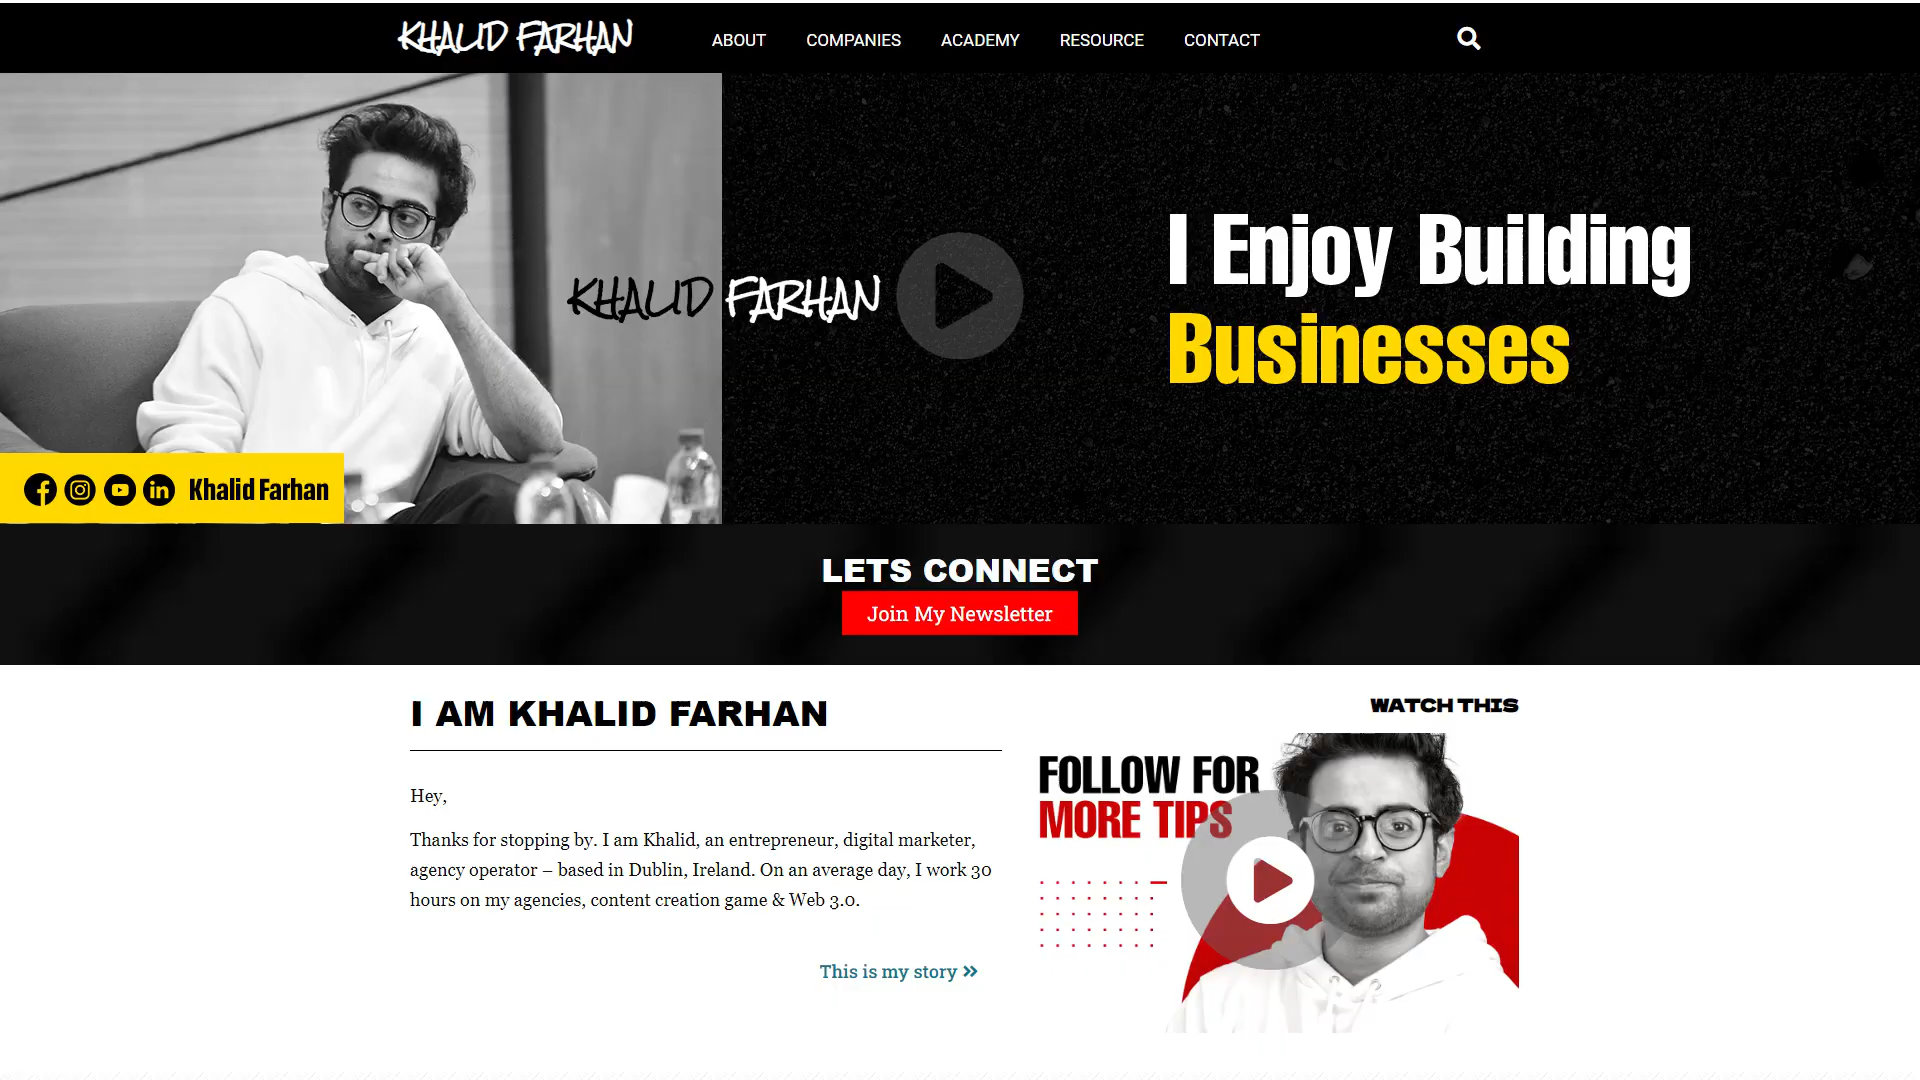 KHALID FARHAN
ABOUT
COMPANIES
ACADEMY
RESOURCE
CONTACT
KHALID FARHAN
I Enjoy Building
Businesses
Khalid Farhan
LETS CONNECT
Join My Newsletter
I AM KHALID FARHAN
Hey,
Thanks for stopping by. I am Khalid, an entrepreneur, digital marketer,
agency operator – based in Dublin, Ireland. On an average day, I work 30
hours on my agencies, content creation game & Web 3.0.
This is my story »
WATCH THIS
FOLLOW FOR
MORE TIPS